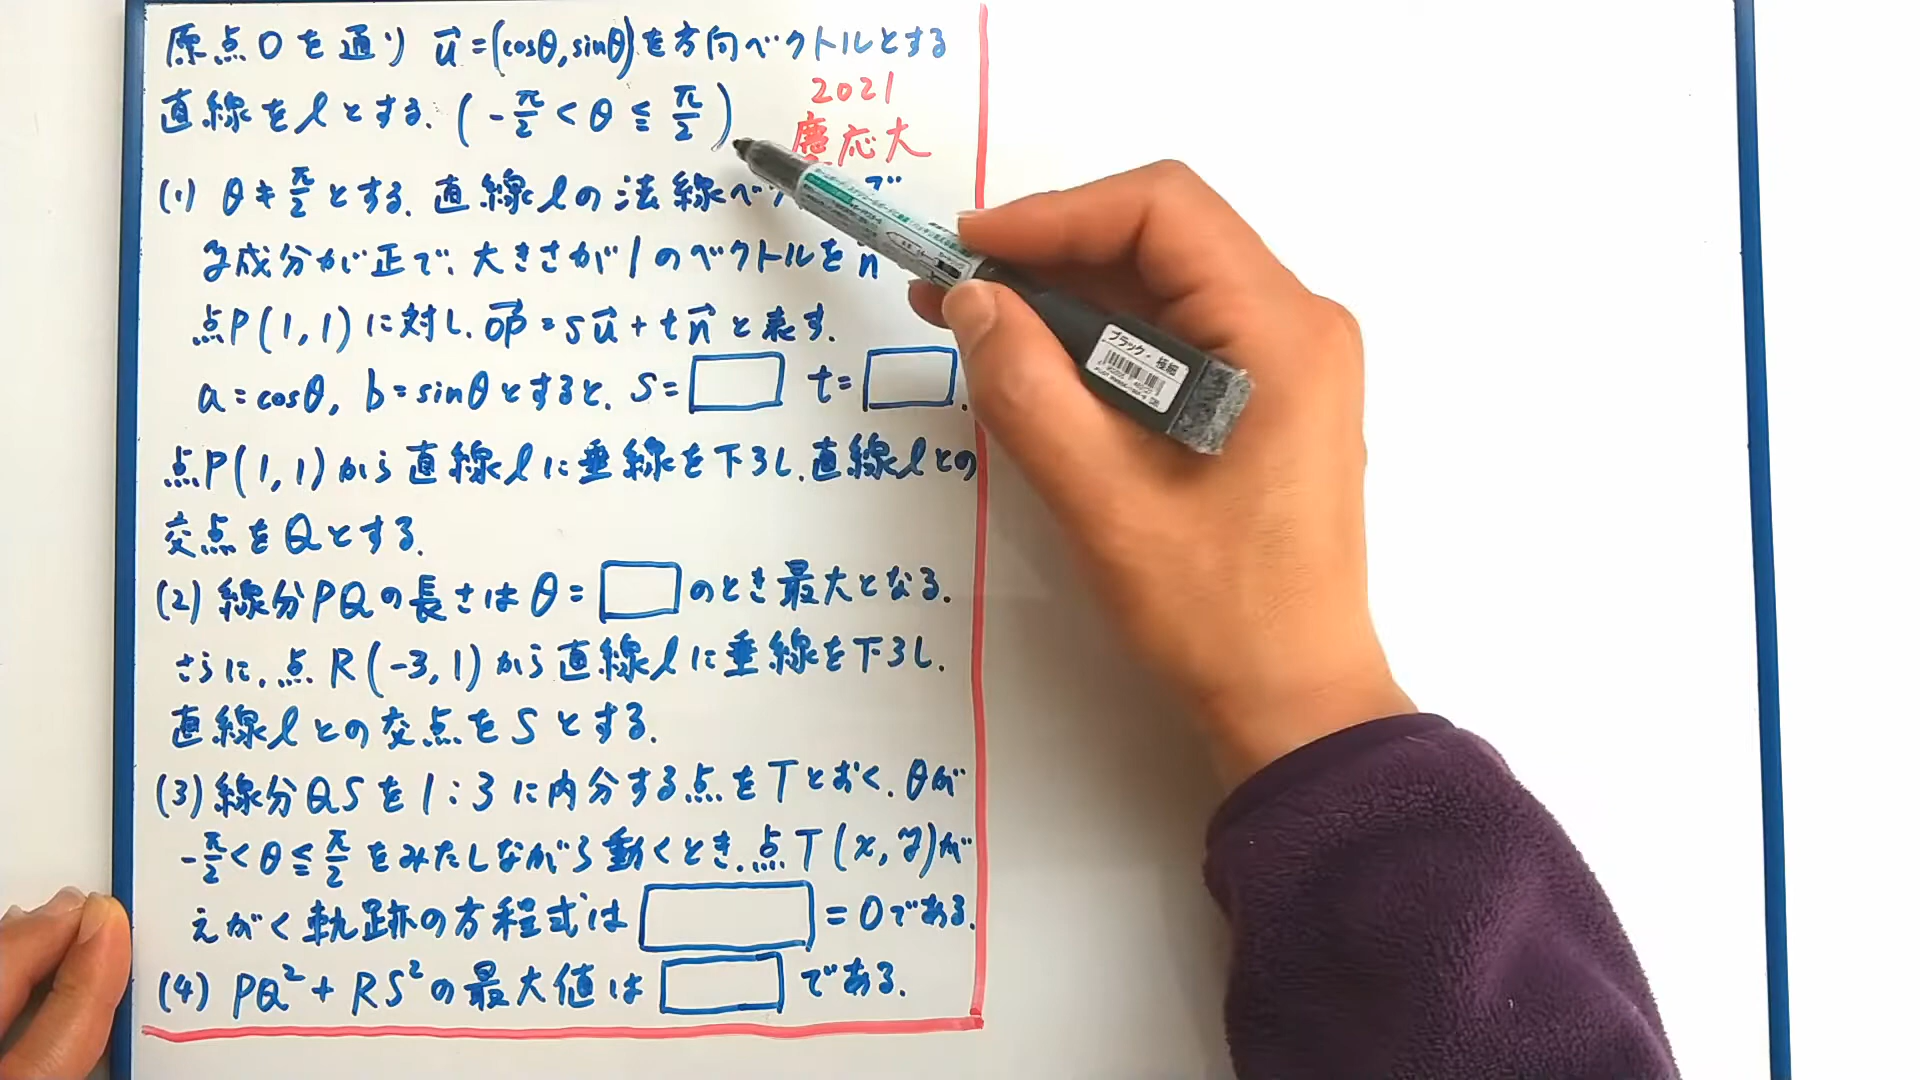 原点Oを通り u→=(cosθ,sinθ)を方向ベクトルとする
直線をlとする. (-π/2 < θ ≦ π/2)
2021
慶応大
(1) θ≠π/2とする. 直線lの法線ベ で
y成分が正で、大きさが1のベクトルをn→
点P(1,1)に対し. OP→=su→+tn→と表す.
a=cosθ, b=sinθとすると. s=□ t=□.
点P(1,1)から直線lに垂線を下ろし.直線lとの
交点をQとする.
(2) 線分PQの長さはθ=□のとき最大となる.
さらに.点R(-3,1)から直線lに垂線を下ろし.
直線lとの交点をSとする.
(3) 線分QSを1:3に内分する点をTとおく. θが
-π/2<θ≦π/2をみたしながら動くとき.点T(x,y)が
えがく軌跡の方程式は□=0である.
(4) PQ²+RS²の最大値は□である.
ブラック・極細